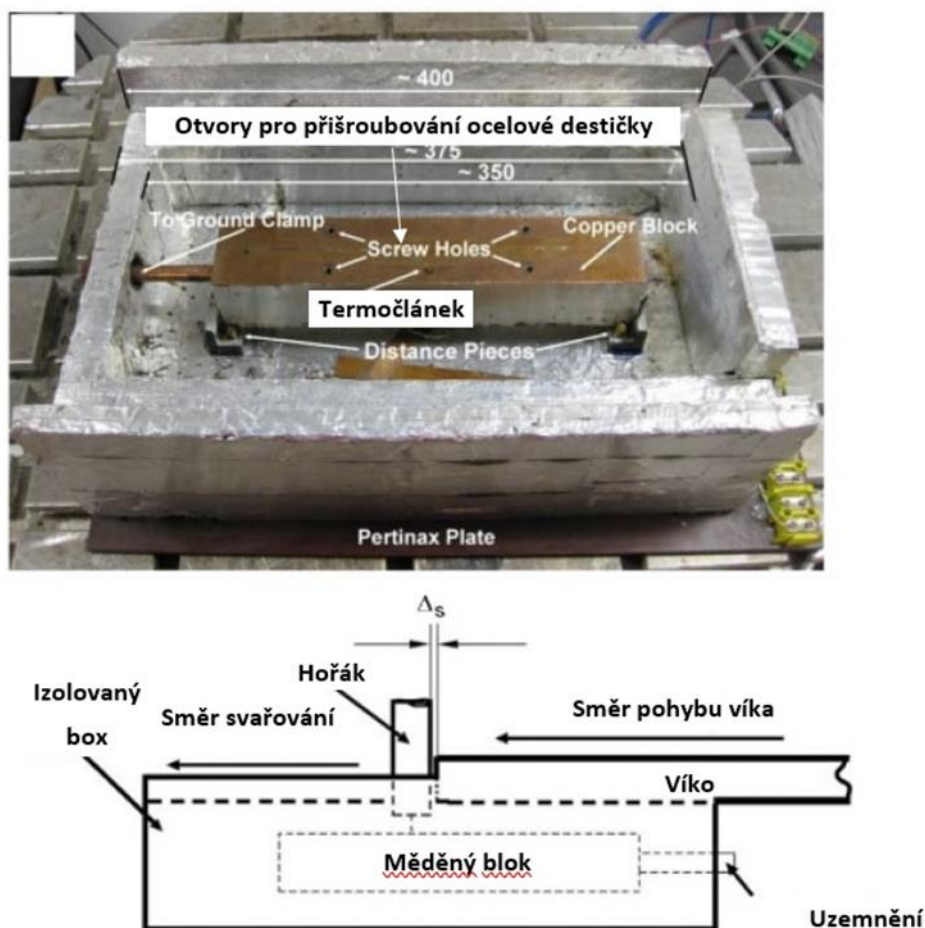 ~ 400
Otvory pro přišroubování ocelové destičky
~ 375
~ 350
To Ground Clamp
Copper Block
Screw Holes
Termočlánek
Distance Pieces
Pertinax Plate
Δs
Hořák
Izolovaný
box
Směr svařování
Směr pohybu víka
Víko
Měděný blok
Uzemnění